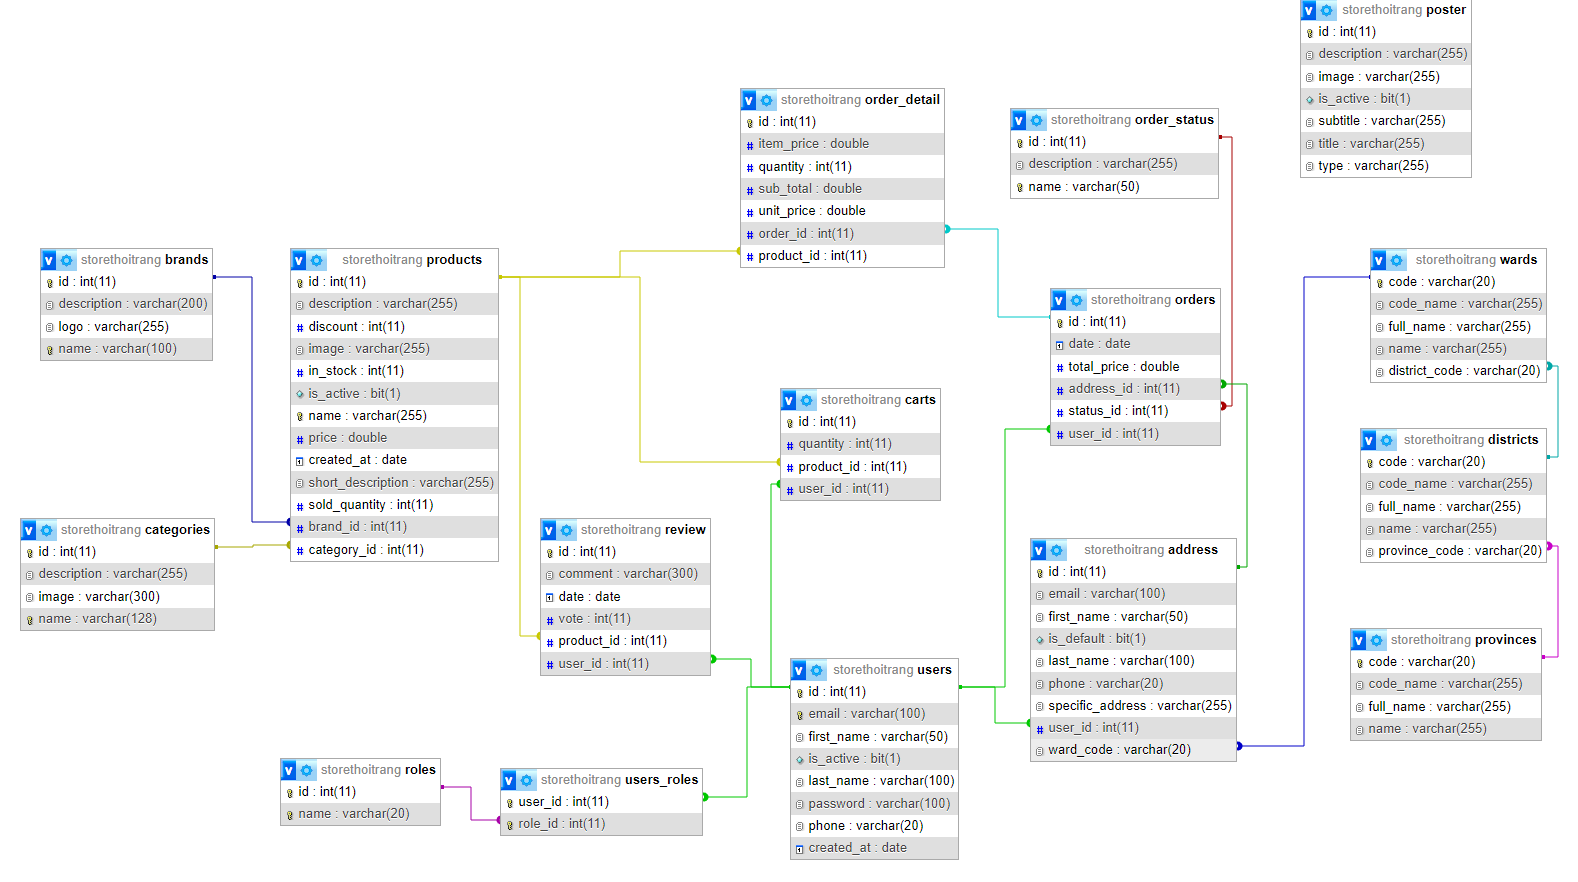 storethoitrang poster
id : int(11)
description : varchar(255)
image : varchar(255)
is_active : bit(1)
subtitle : varchar(255)
title : varchar(255)
type : varchar(255)
storethoitrang order_detail
id : int(11)
item_price : double
quantity : int(11)
sub_total : double
unit_price : double
order_id : int(11)
product_id : int(11)
storethoitrang order_status
id : int(11)
description : varchar(255)
name : varchar(50)
storethoitrang brands
id : int(11)
description : varchar(200)
logo : varchar(255)
name : varchar(100)
storethoitrang products
id : int(11)
description : varchar(255)
discount : int(11)
image : varchar(255)
in_stock : int(11)
is_active : bit(1)
name : varchar(255)
price : double
created_at : date
short_description : varchar(255)
sold_quantity : int(11)
brand_id : int(11)
category_id : int(11)
storethoitrang wards
code : varchar(20)
code_name : varchar(255)
full_name : varchar(255)
name : varchar(255)
district_code : varchar(20)
storethoitrang orders
id : int(11)
date : date
total_price : double
address_id : int(11)
status_id : int(11)
user_id : int(11)
storethoitrang carts
id : int(11)
quantity : int(11)
product_id : int(11)
user_id : int(11)
storethoitrang districts
code : varchar(20)
code_name : varchar(255)
full_name : varchar(255)
name : varchar(255)
province_code : varchar(20)
storethoitrang categories
id : int(11)
description : varchar(255)
image : varchar(300)
name : varchar(128)
storethoitrang review
id : int(11)
comment : varchar(300)
date : date
vote : int(11)
product_id : int(11)
user_id : int(11)
storethoitrang address
id : int(11)
email : varchar(100)
first_name : varchar(50)
is_default : bit(1)
last_name : varchar(100)
phone : varchar(20)
specific_address : varchar(255)
user_id : int(11)
ward_code : varchar(20)
storethoitrang provinces
code : varchar(20)
code_name : varchar(255)
full_name : varchar(255)
name : varchar(255)
storethoitrang users
id : int(11)
email : varchar(100)
first_name : varchar(50)
is_active : bit(1)
last_name : varchar(100)
password : varchar(100)
phone : varchar(20)
created_at : date
storethoitrang roles
id : int(11)
name : varchar(20)
storethoitrang users_roles
user_id : int(11)
role_id : int(11)